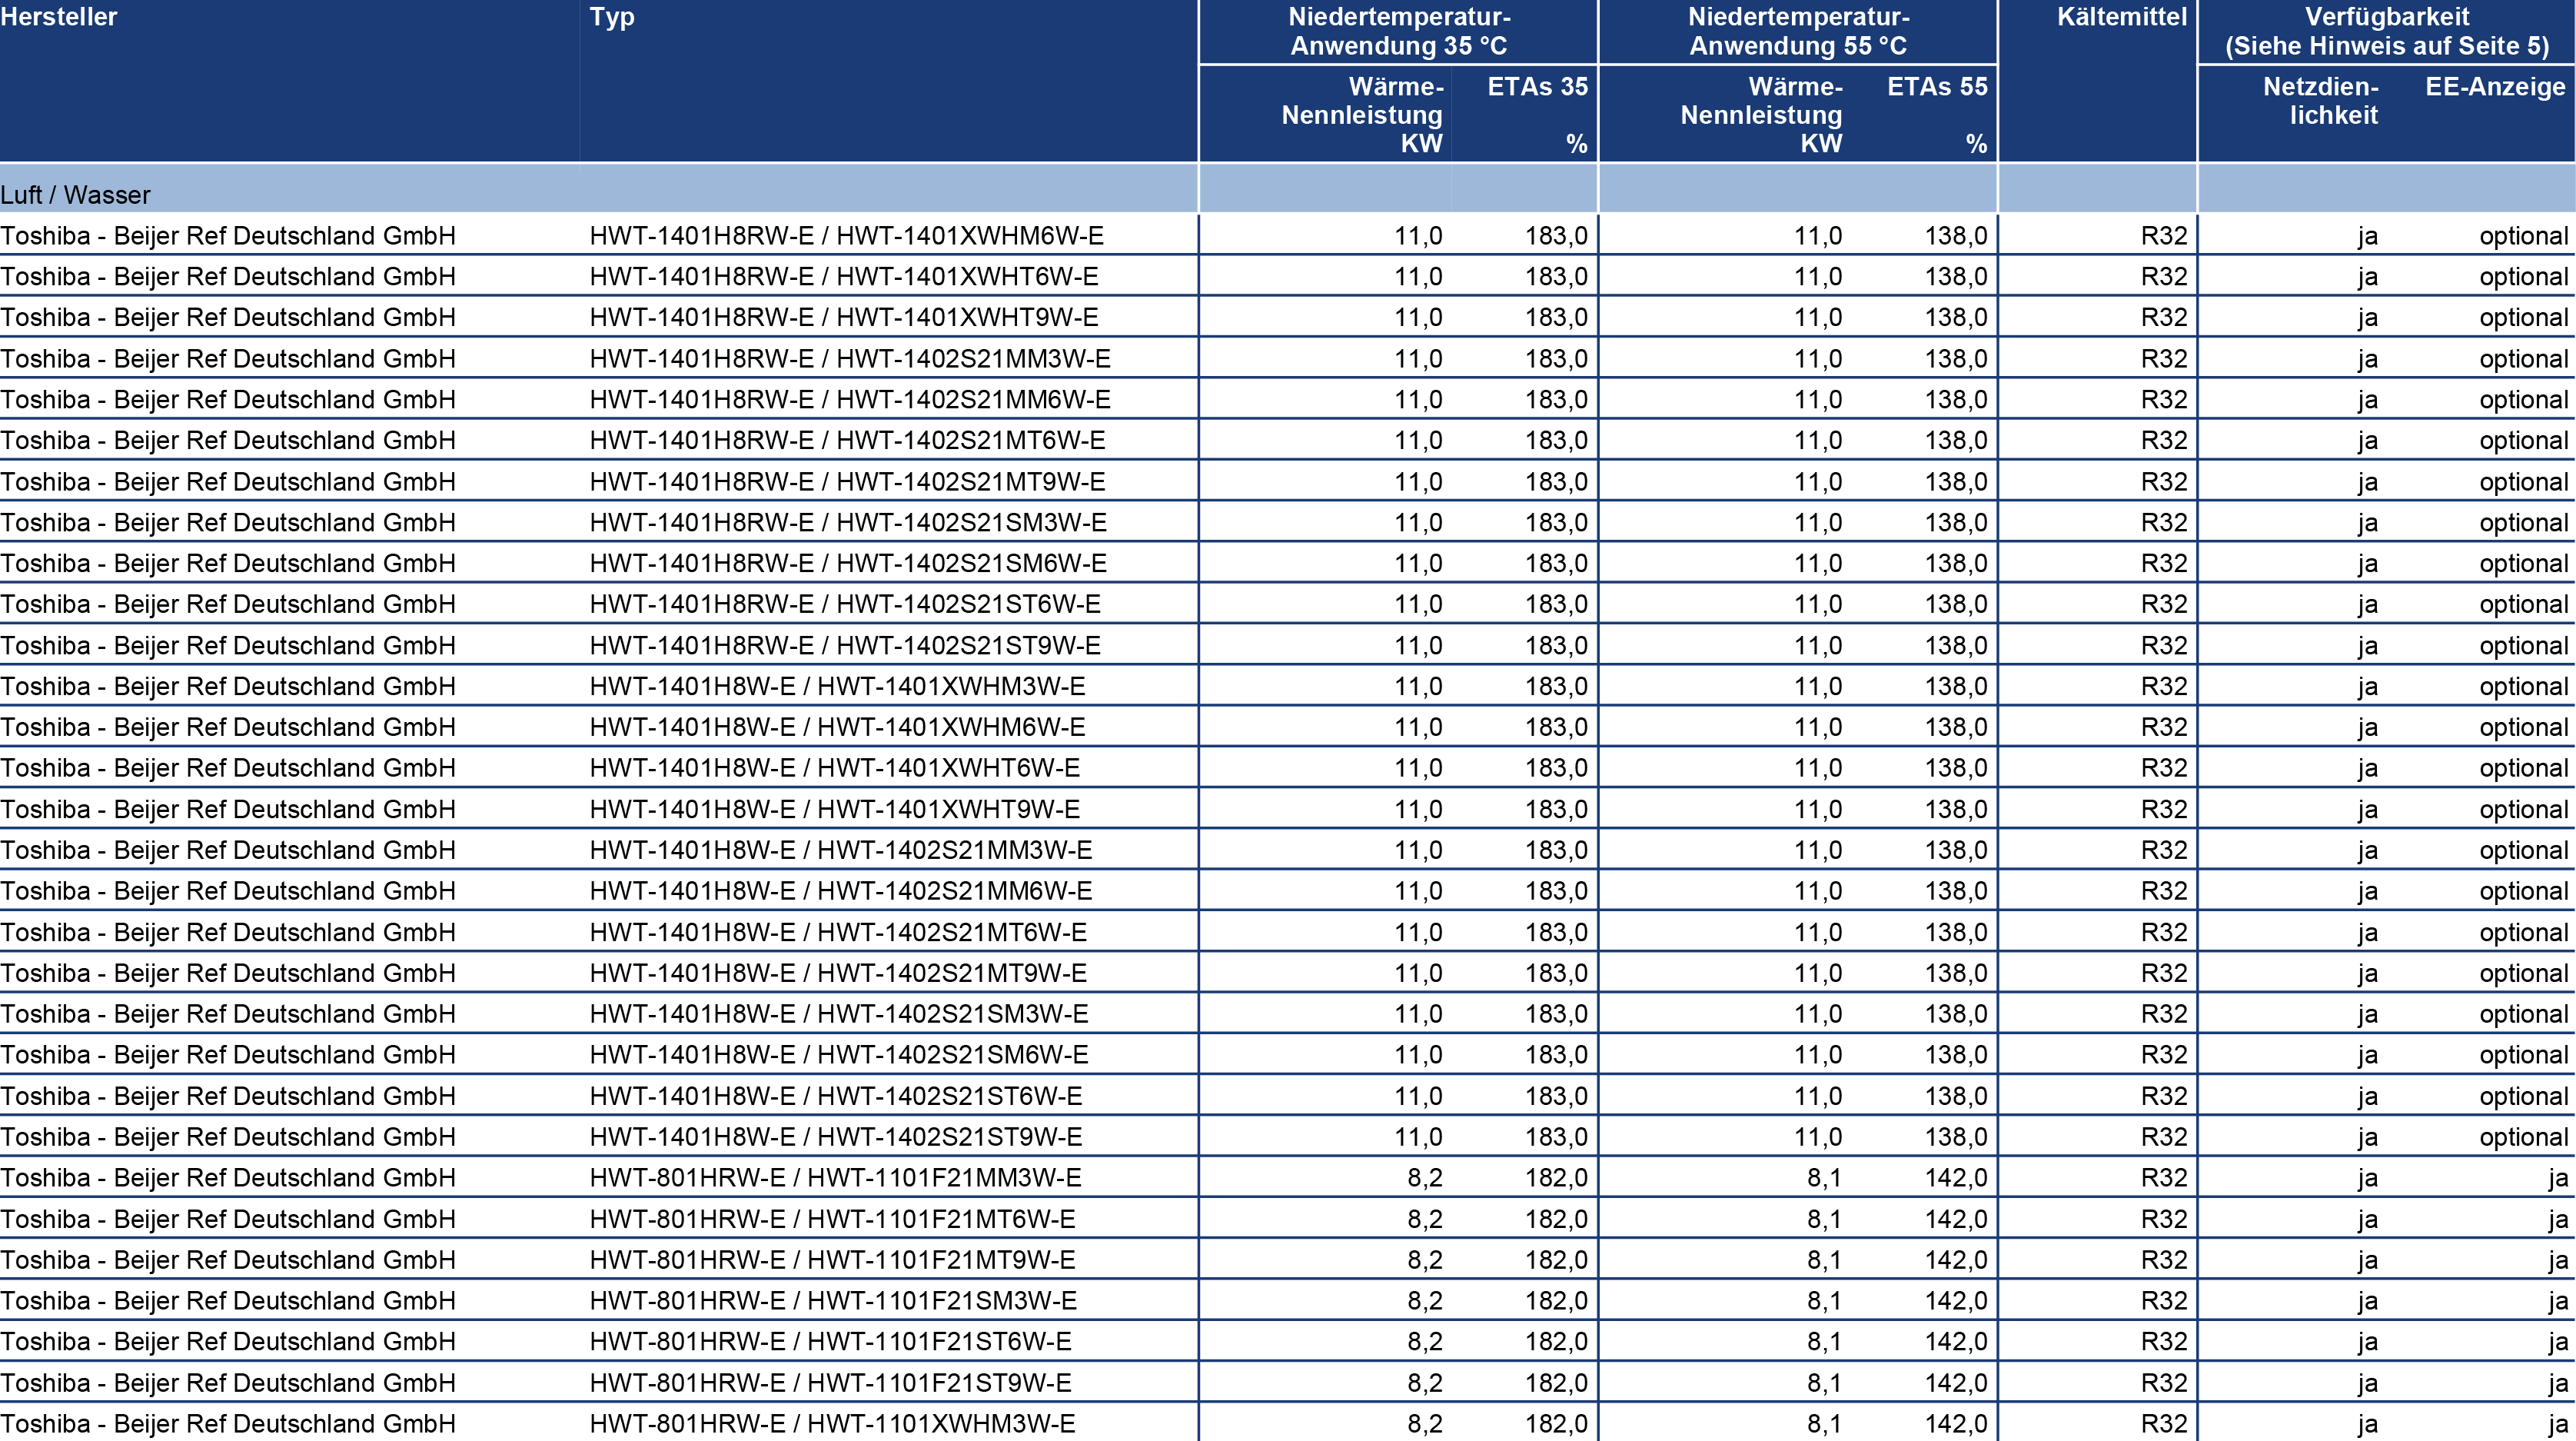 Hersteller Typ Niedertemperatur- Niedertemperatur- Kältemittel Verfügbarkeit
Anwendung 35 °C Anwendung 55 °C (Siehe Hinweis auf Seite 5)
Wärme- ETAs 35 Wärme- ETAs 55 Netzdien- EE-Anzeige
Nennleistung Nennleistung lichkeit
KW % KW %
Luft / Wasser
Toshiba - Beijer Ref Deutschland GmbH HWT-1401H8RW-E / HWT-1401XWHM6W-E 11,0 183,0 11,0 138,0 R32 ja optional
Toshiba - Beijer Ref Deutschland GmbH HWT-1401H8RW-E / HWT-1401XWHT6W-E 11,0 183,0 11,0 138,0 R32 ja optional
Toshiba - Beijer Ref Deutschland GmbH HWT-1401H8RW-E / HWT-1401XWHT9W-E 11,0 183,0 11,0 138,0 R32 ja optional
Toshiba - Beijer Ref Deutschland GmbH HWT-1401H8RW-E / HWT-1402S21MM3W-E 11,0 183,0 11,0 138,0 R32 ja optional
Toshiba - Beijer Ref Deutschland GmbH HWT-1401H8RW-E / HWT-1402S21MM6W-E 11,0 183,0 11,0 138,0 R32 ja optional
Toshiba - Beijer Ref Deutschland GmbH HWT-1401H8RW-E / HWT-1402S21MT6W-E 11,0 183,0 11,0 138,0 R32 ja optional
Toshiba - Beijer Ref Deutschland GmbH HWT-1401H8RW-E / HWT-1402S21MT9W-E 11,0 183,0 11,0 138,0 R32 ja optional
Toshiba - Beijer Ref Deutschland GmbH HWT-1401H8RW-E / HWT-1402S21SM3W-E 11,0 183,0 11,0 138,0 R32 ja optional
Toshiba - Beijer Ref Deutschland GmbH HWT-1401H8RW-E / HWT-1402S21SM6W-E 11,0 183,0 11,0 138,0 R32 ja optional
Toshiba - Beijer Ref Deutschland GmbH HWT-1401H8RW-E / HWT-1402S21ST6W-E 11,0 183,0 11,0 138,0 R32 ja optional
Toshiba - Beijer Ref Deutschland GmbH HWT-1401H8RW-E / HWT-1402S21ST9W-E 11,0 183,0 11,0 138,0 R32 ja optional
Toshiba - Beijer Ref Deutschland GmbH HWT-1401H8W-E / HWT-1401XWHM3W-E 11,0 183,0 11,0 138,0 R32 ja optional
Toshiba - Beijer Ref Deutschland GmbH HWT-1401H8W-E / HWT-1401XWHM6W-E 11,0 183,0 11,0 138,0 R32 ja optional
Toshiba - Beijer Ref Deutschland GmbH HWT-1401H8W-E / HWT-1401XWHT6W-E 11,0 183,0 11,0 138,0 R32 ja optional
Toshiba - Beijer Ref Deutschland GmbH HWT-1401H8W-E / HWT-1401XWHT9W-E 11,0 183,0 11,0 138,0 R32 ja optional
Toshiba - Beijer Ref Deutschland GmbH HWT-1401H8W-E / HWT-1402S21MM3W-E 11,0 183,0 11,0 138,0 R32 ja optional
Toshiba - Beijer Ref Deutschland GmbH HWT-1401H8W-E / HWT-1402S21MM6W-E 11,0 183,0 11,0 138,0 R32 ja optional
Toshiba - Beijer Ref Deutschland GmbH HWT-1401H8W-E / HWT-1402S21MT6W-E 11,0 183,0 11,0 138,0 R32 ja optional
Toshiba - Beijer Ref Deutschland GmbH HWT-1401H8W-E / HWT-1402S21MT9W-E 11,0 183,0 11,0 138,0 R32 ja optional
Toshiba - Beijer Ref Deutschland GmbH HWT-1401H8W-E / HWT-1402S21SM3W-E 11,0 183,0 11,0 138,0 R32 ja optional
Toshiba - Beijer Ref Deutschland GmbH HWT-1401H8W-E / HWT-1402S21SM6W-E 11,0 183,0 11,0 138,0 R32 ja optional
Toshiba - Beijer Ref Deutschland GmbH HWT-1401H8W-E / HWT-1402S21ST6W-E 11,0 183,0 11,0 138,0 R32 ja optional
Toshiba - Beijer Ref Deutschland GmbH HWT-1401H8W-E / HWT-1402S21ST9W-E 11,0 183,0 11,0 138,0 R32 ja optional
Toshiba - Beijer Ref Deutschland GmbH HWT-801HRW-E / HWT-1101F21MM3W-E 8,2 182,0 8,1 142,0 R32 ja ja
Toshiba - Beijer Ref Deutschland GmbH HWT-801HRW-E / HWT-1101F21MT6W-E 8,2 182,0 8,1 142,0 R32 ja ja
Toshiba - Beijer Ref Deutschland GmbH HWT-801HRW-E / HWT-1101F21MT9W-E 8,2 182,0 8,1 142,0 R32 ja ja
Toshiba - Beijer Ref Deutschland GmbH HWT-801HRW-E / HWT-1101F21SM3W-E 8,2 182,0 8,1 142,0 R32 ja ja
Toshiba - Beijer Ref Deutschland GmbH HWT-801HRW-E / HWT-1101F21ST6W-E 8,2 182,0 8,1 142,0 R32 ja ja
Toshiba - Beijer Ref Deutschland GmbH HWT-801HRW-E / HWT-1101F21ST9W-E 8,2 182,0 8,1 142,0 R32 ja ja
Toshiba - Beijer Ref Deutschland GmbH HWT-801HRW-E / HWT-1101XWHM3W-E 8,2 182,0 8,1 142,0 R32 ja ja